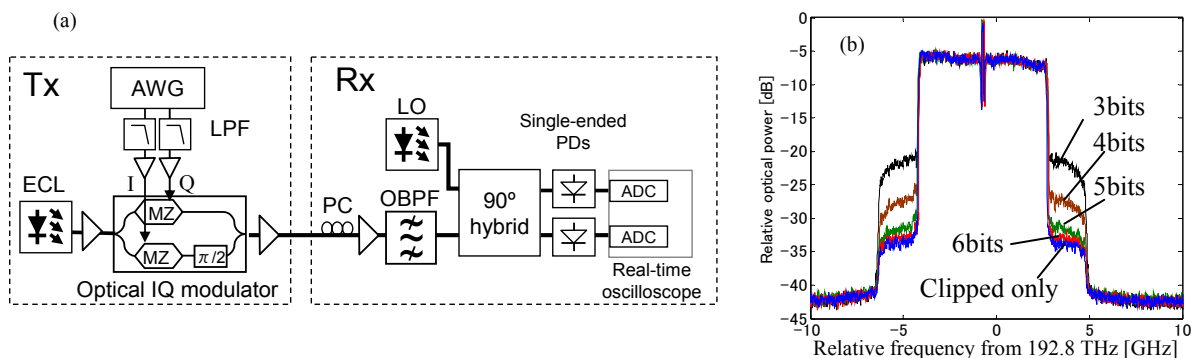 (a)
Tx
AWG
LPF
I
Q
ECL
MZ
MZ
π/2
Optical IQ modulator
Rx
LO
Single-ended
PDs
PC
OBPF
90º
hybrid
ADC
ADC
Real-time
oscilloscope
(b)
Relative optical power [dB]
0
−5
−10
−15
−20
−25
−30
−35
−40
−45
3bits
4bits
5bits
6bits
Clipped only
−10
−5
0
5
10
Relative frequency from 192.8 THz [GHz]